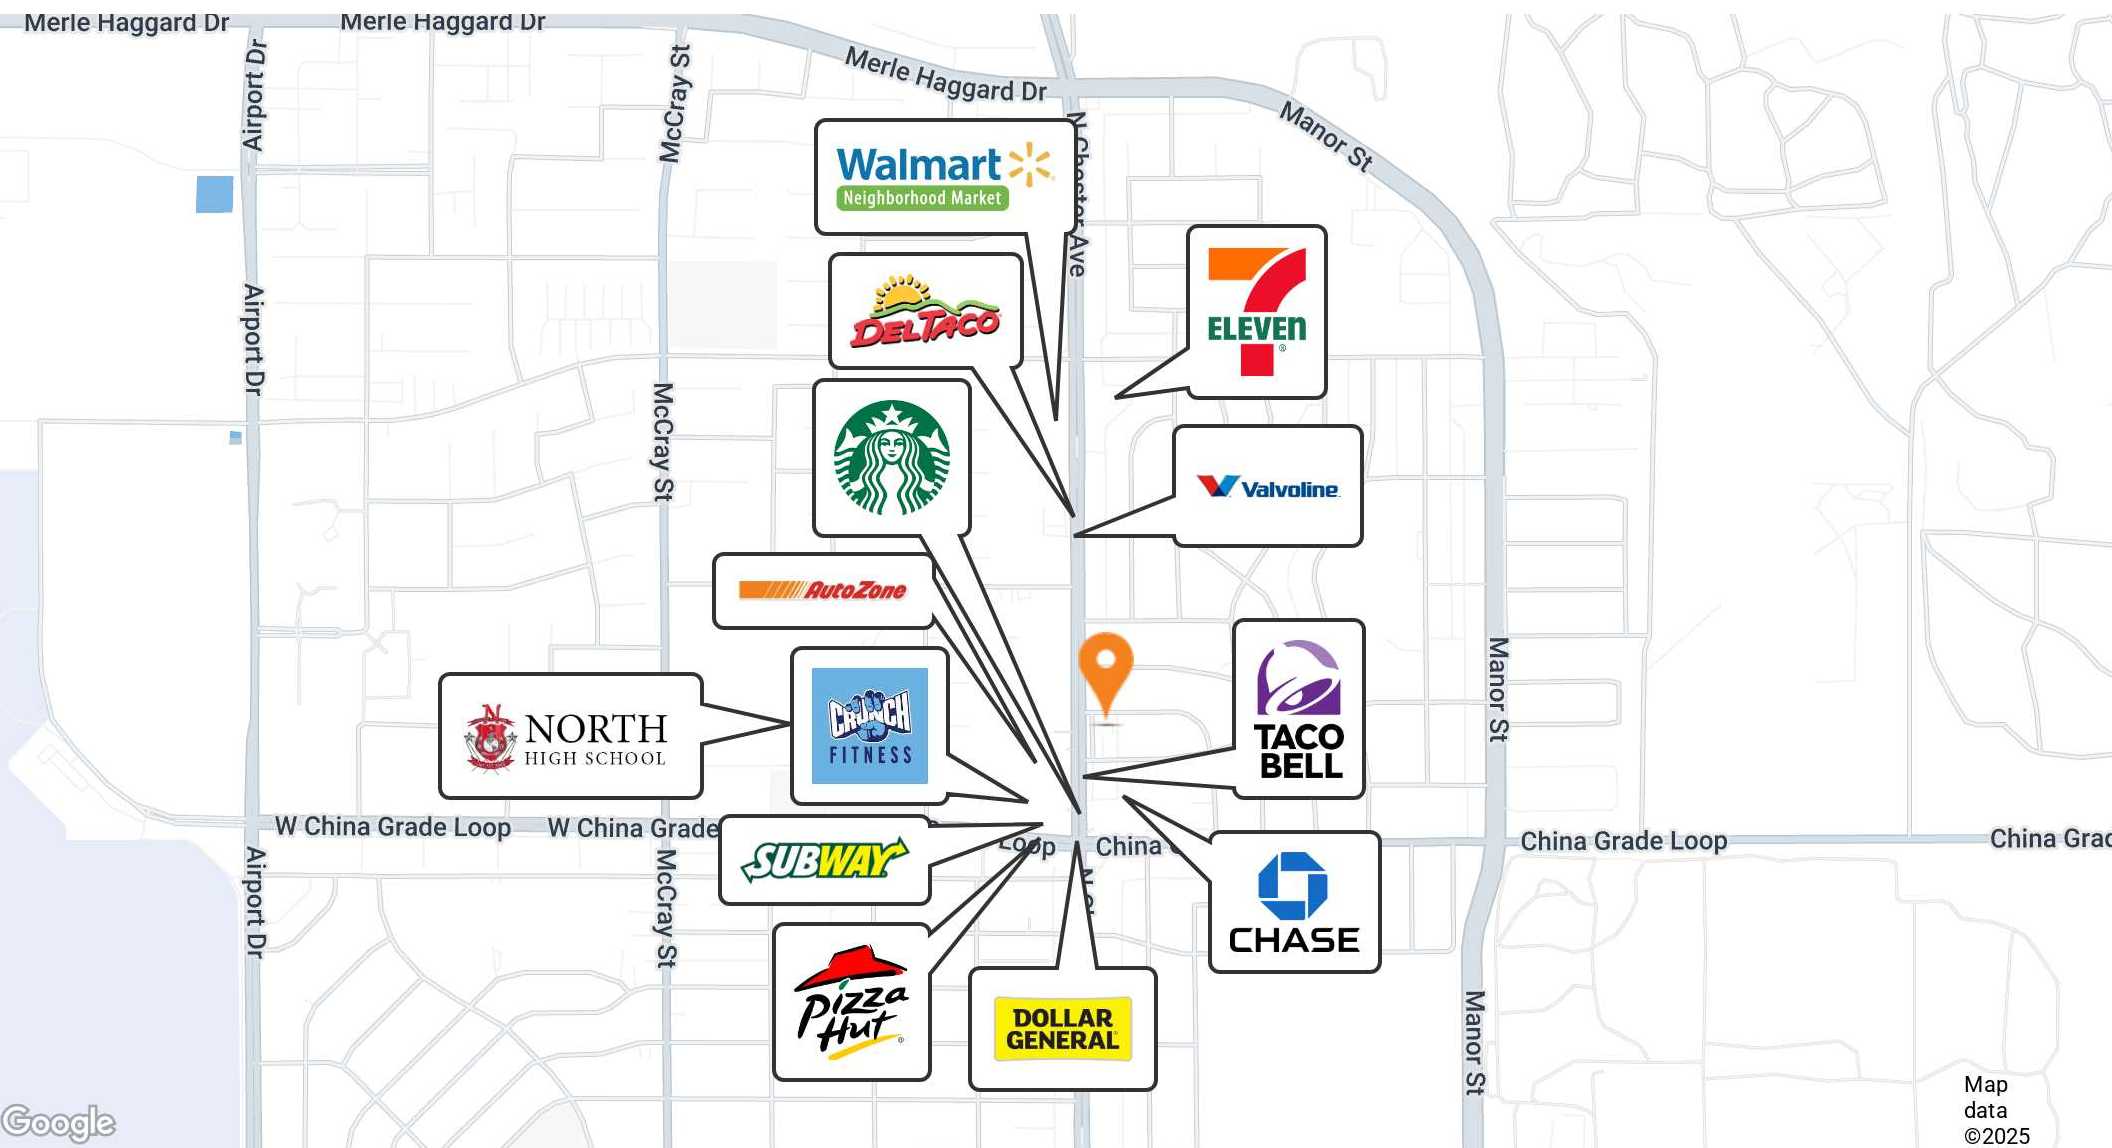 Merle Haggard Dr
Merle Haggard Dr
Airport Dr
McCray St
Merle Haggard Dr
Manor St
N Chester Ave
Walmart
Neighborhood Market
DEL TACO
7
ELEVEn
®
Airport Dr
McCray St
Valvoline
AutoZone
CRUNCH
FITNESS
N
NORTH
HIGH SCHOOL
TACO
BELL
Manor St
W China Grade Loop
W China Grade
Loop
China
China Grade Loop
China Grad
SUBWAY
Airport Dr
McCray St
CHASE
Pizza
Hut
®
DOLLAR
GENERAL
Manor St
Google
Map
data
©2025